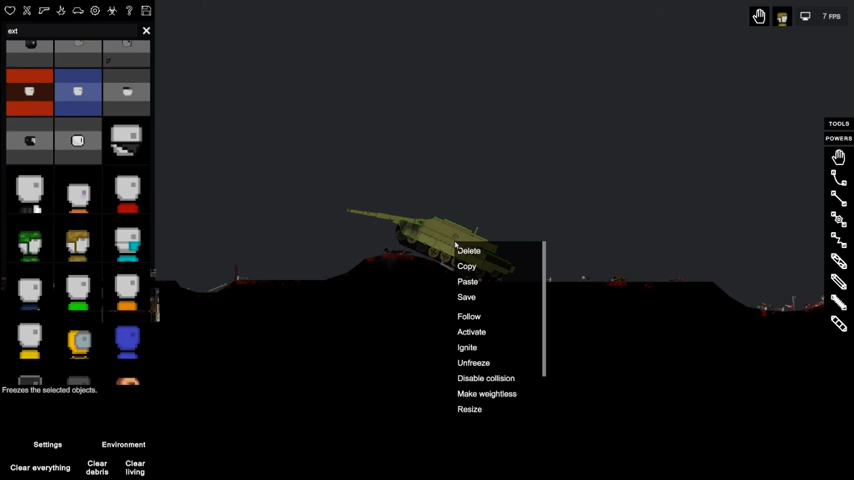 ext
7 FPS
TOOLS
POWERS
Delete
Copy
Paste
Save
Follow
Activate
Ignite
Unfreeze
Disable collision
Make weightless
Resize
Freezes the selected objects.
Settings
Environment
Clear everything
Clear debris
Clear living